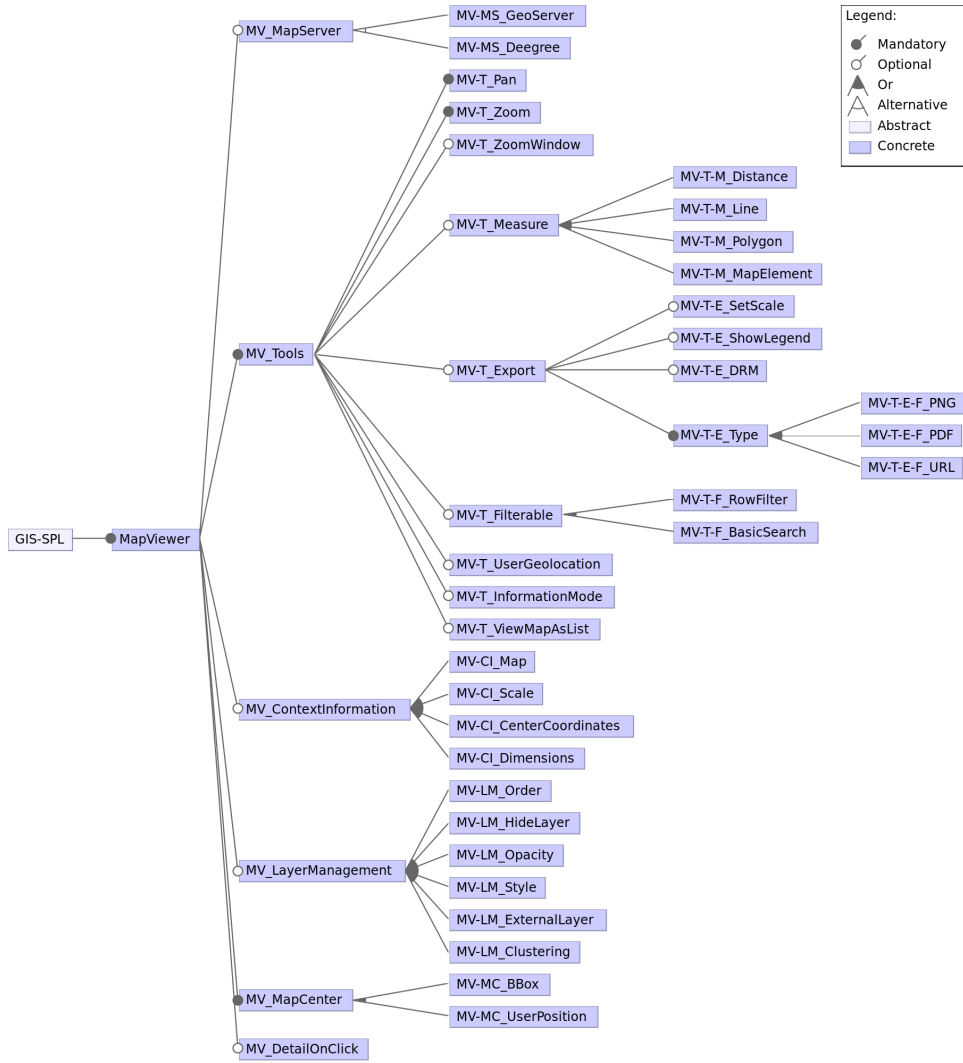 Legend:
Mandatory
Optional
Or
Alternative
Abstract
Concrete
GIS-SPL
MapViewer
MV_MapServer
MV-MS_GeoServer
MV-MS_Deegree
MV_Tools
MV-T_Pan
MV-T_Zoom
MV-T_ZoomWindow
MV-T_Measure
MV-T-M_Distance
MV-T-M_Line
MV-T-M_Polygon
MV-T-M_MapElement
MV-T_Export
MV-T-E_SetScale
MV-T-E_ShowLegend
MV-T-E_DRM
MV-T-E_Type
MV-T-E-F_PNG
MV-T-E-F_PDF
MV-T-E-F_URL
MV-T_Filterable
MV-T-F_RowFilter
MV-T-F_BasicSearch
MV-T_UserGeolocation
MV-T_InformationMode
MV-T_ViewMapAsList
MV_ContextInformation
MV-CI_Map
MV-CI_Scale
MV-CI_CenterCoordinates
MV-CI_Dimensions
MV_LayerManagement
MV-LM_Order
MV-LM_HideLayer
MV-LM_Opacity
MV-LM_Style
MV-LM_ExternalLayer
MV-LM_Clustering
MV_MapCenter
MV-MC_BBox
MV-MC_UserPosition
MV_DetailOnClick